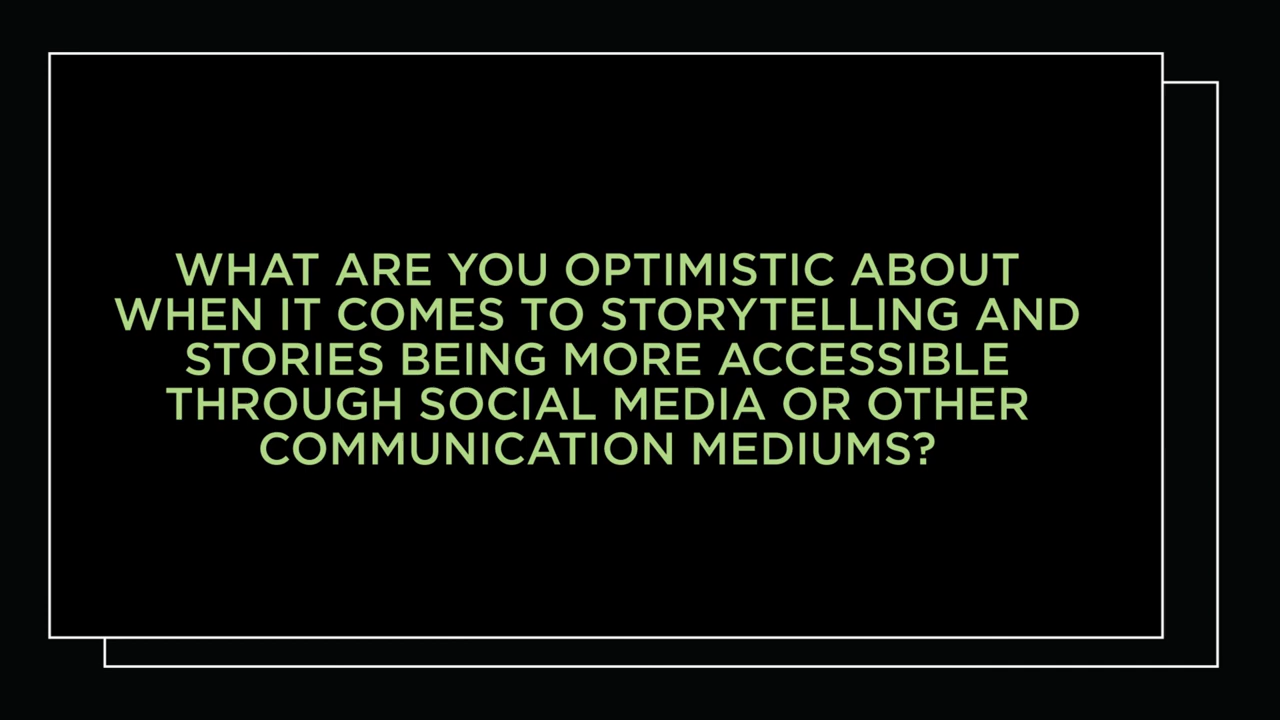 WHAT ARE YOU OPTIMISTIC ABOUT
WHEN IT COMES TO STORYTELLING AND
STORIES BEING MORE ACCESSIBLE
THROUGH SOCIAL MEDIA OR OTHER
COMMUNICATION MEDIUMS?